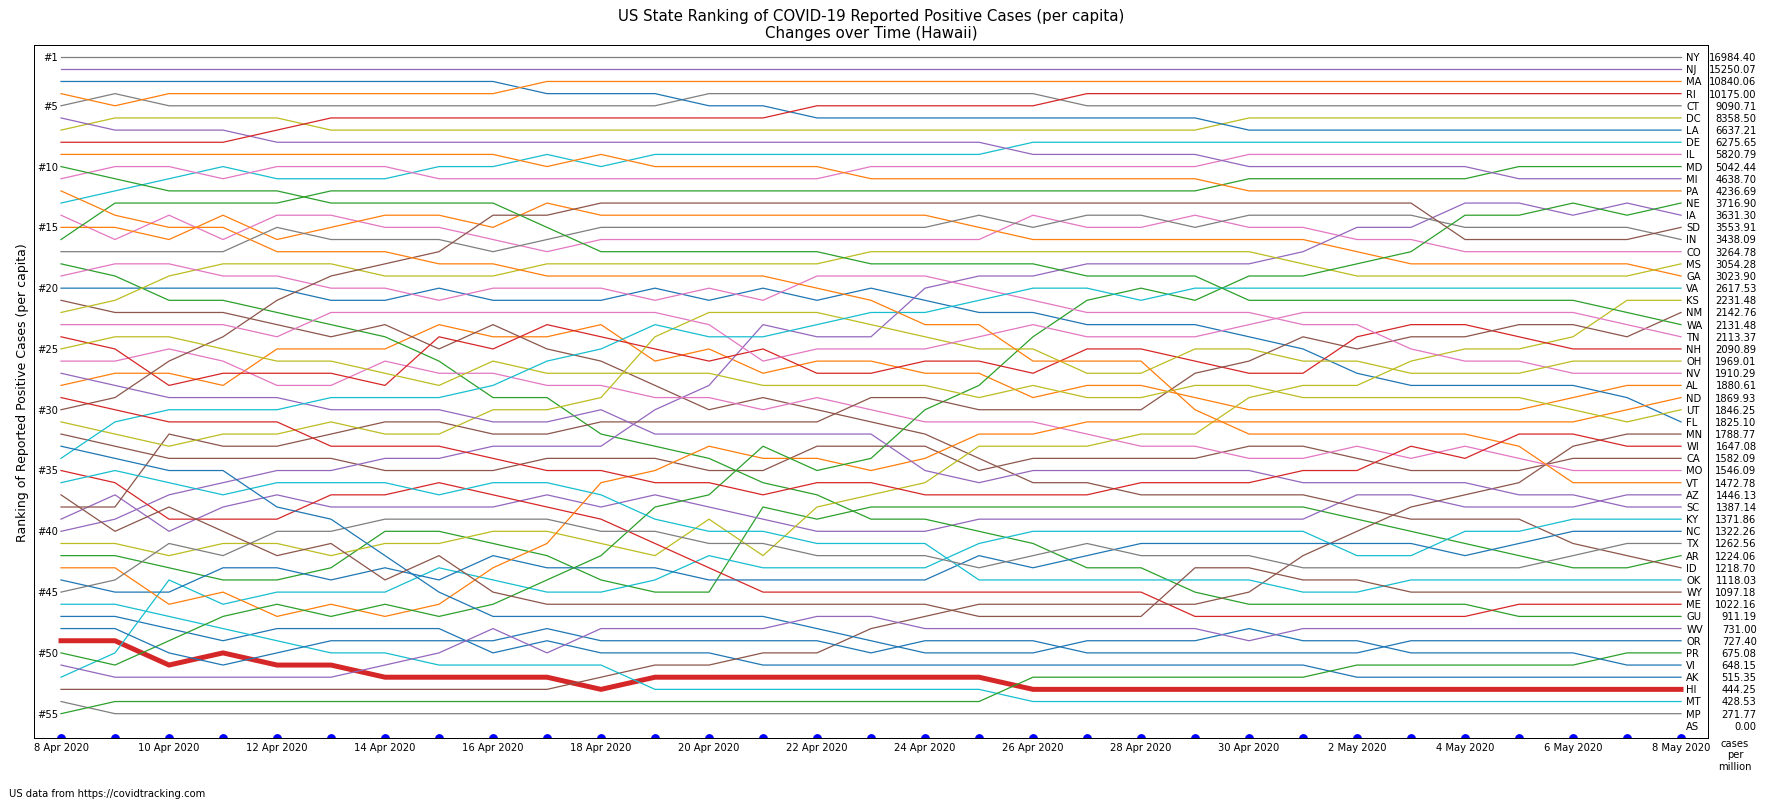 US State Ranking of COVID-19 Reported Positive Cases (per capita)
Changes over Time (Hawaii)
Ranking of Reported Positive Cases (per capita)
#1
#5
#10
#15
#20
#25
#30
#35
#40
#45
#50
#55
NY 16984.40
NJ 15250.07
MA 10840.06
RI 10175.00
CT 9090.71
DC 8358.50
LA 6637.21
DE 6275.65
IL 5820.79
MD 5042.44
MI 4638.70
PA 4236.69
NE 3716.90
IA 3631.30
SD 3553.91
IN 3438.09
CO 3264.78
MS 3054.28
GA 3023.90
VA 2617.53
KS 2231.48
NM 2142.76
WA 2131.48
TN 2113.37
NH 2090.89
OH 1969.01
NV 1910.29
AL 1880.61
ND 1869.93
UT 1846.25
FL 1825.10
MN 1788.77
WI 1647.08
CA 1582.09
MO 1546.09
VT 1472.78
AZ 1446.13
SC 1387.14
KY 1371.86
NC 1322.26
TX 1262.56
AR 1224.06
ID 1218.70
OK 1118.03
WY 1097.18
ME 1022.16
GU 911.19
WV 731.00
OR 727.40
PR 675.08
VI 648.15
AK 515.35
HI 444.25
MT 428.53
MP 271.77
AS 0.00
8 Apr 2020 10 Apr 2020 12 Apr 2020 14 Apr 2020 16 Apr 2020 18 Apr 2020 20 Apr 2020 22 Apr 2020 24 Apr 2020 26 Apr 2020 28 Apr 2020 30 Apr 2020 2 May 2020 4 May 2020 6 May 2020 8 May 2020
cases
per
million
US data from https://covidtracking.com